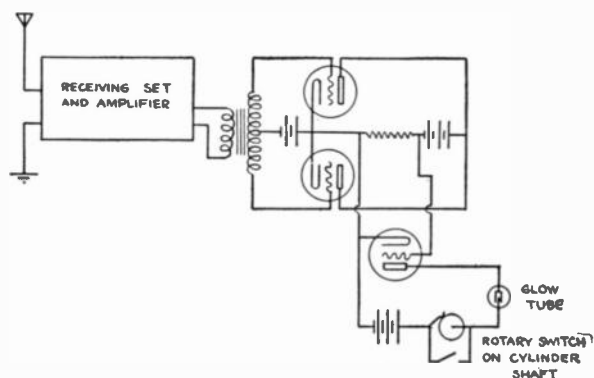 RECEIVING SET
AND AMPLIFIER
GLOW
TUBE
ROTARY SWITCH
ON CYLINDER
SHAFT